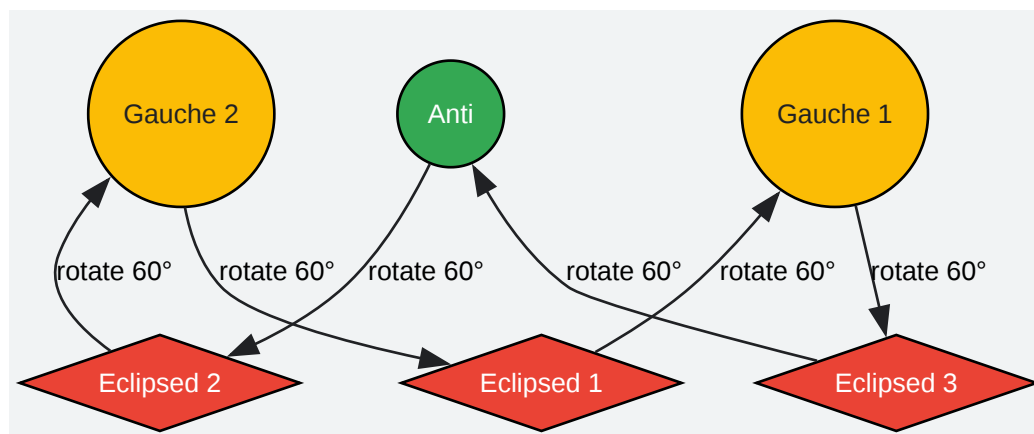 Gauche 2
Anti
Gauche 1
rotate 60°
rotate 60°
rotate 60°
rotate 60°
rotate 60°
rotate 60°
Eclipsed 2
Eclipsed 1
Eclipsed 3